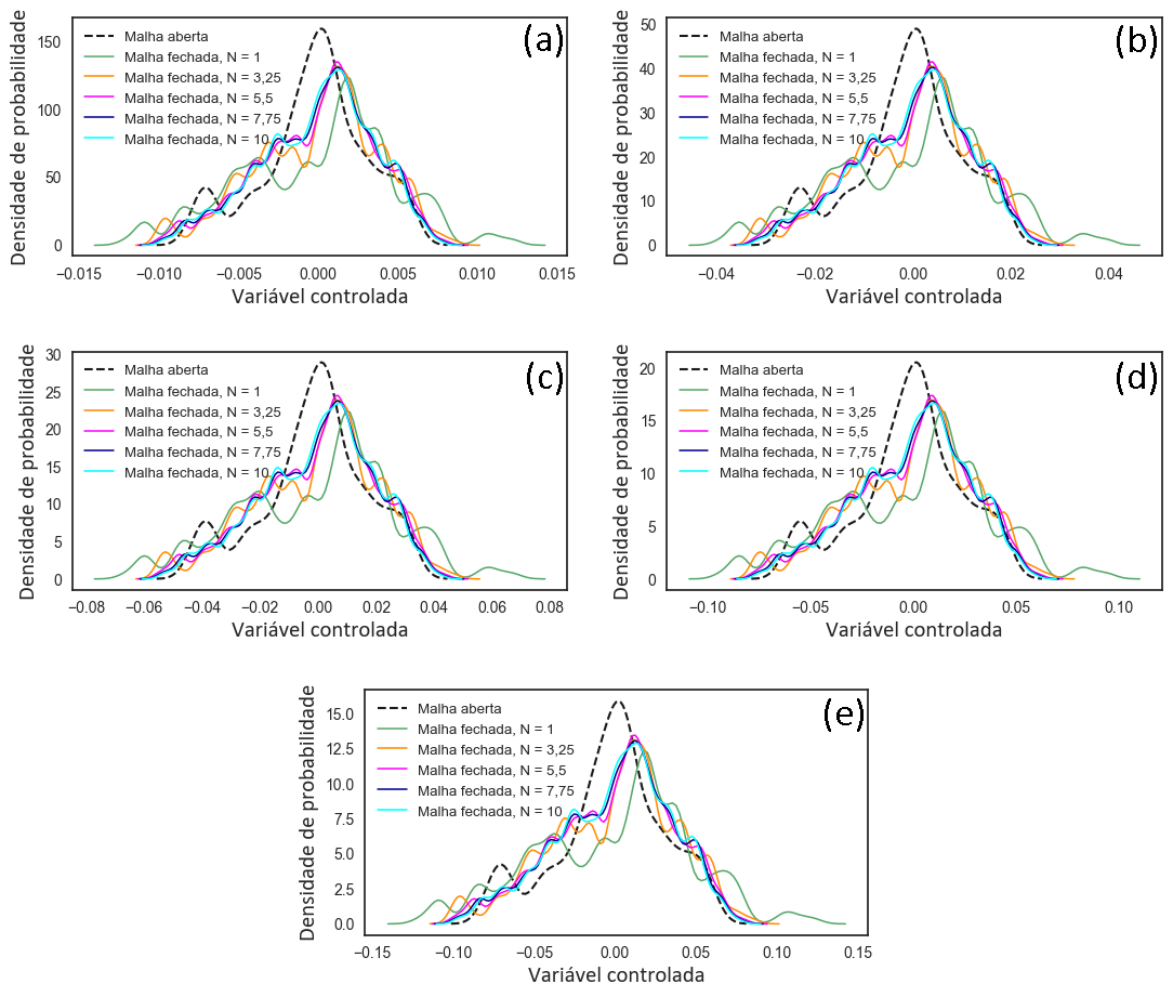 (a)
Densidade de probabilidade
150
100
50
0
Malha aberta
Malha fechada, N = 1
Malha fechada, N = 3,25
Malha fechada, N = 5,5
Malha fechada, N = 7,75
Malha fechada, N = 10
−0.015 −0.010 −0.005 0.000 0.005 0.010 0.015
Variável controlada
(b)
Densidade de probabilidade
50
40
30
20
10
0
Malha aberta
Malha fechada, N = 1
Malha fechada, N = 3,25
Malha fechada, N = 5,5
Malha fechada, N = 7,75
Malha fechada, N = 10
−0.04 −0.02 0.00 0.02 0.04
Variável controlada
(c)
Densidade de probabilidade
30
25
20
15
10
5
0
Malha aberta
Malha fechada, N = 1
Malha fechada, N = 3,25
Malha fechada, N = 5,5
Malha fechada, N = 7,75
Malha fechada, N = 10
−0.08 −0.06 −0.04 −0.02 0.00 0.02 0.04 0.06 0.08
Variável controlada
(d)
Densidade de probabilidade
20
15
10
5
0
Malha aberta
Malha fechada, N = 1
Malha fechada, N = 3,25
Malha fechada, N = 5,5
Malha fechada, N = 7,75
Malha fechada, N = 10
−0.10 −0.05 0.00 0.05 0.10
Variável controlada
(e)
Densidade de probabilidade
15.0
12.5
10.0
7.5
5.0
2.5
0.0
Malha aberta
Malha fechada, N = 1
Malha fechada, N = 3,25
Malha fechada, N = 5,5
Malha fechada, N = 7,75
Malha fechada, N = 10
−0.15 −0.10 −0.05 0.00 0.05 0.10 0.15
Variável controlada